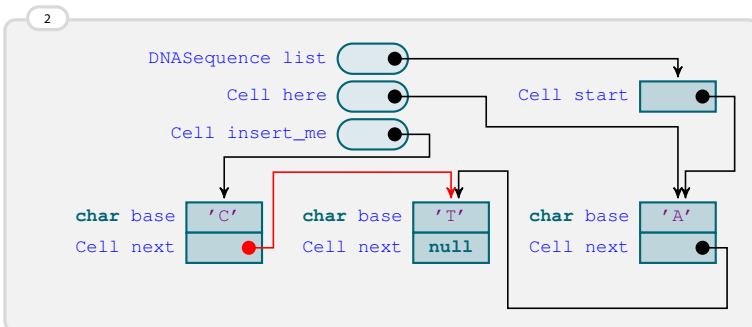 2
DNASequence list
Cell here Cell start
Cell insert_me
char base 'C' char base 'T' char base 'A'
Cell next Cell next null Cell next